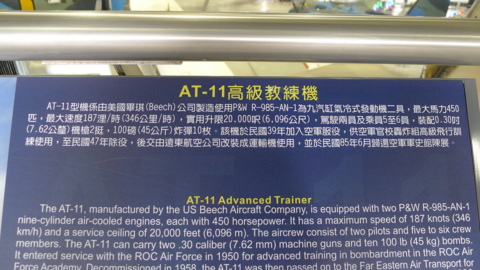 AT-11高級教練機
AT-11型機係由美國畢琪(Beech)公司製造使用P&W R-985-AN-1為九汽缸氣冷式發動機二具，最大馬力450
匹，最大速度187浬/時(346公里/時)，實用升限20.000呎(6.096公尺)，駕駛兩員及乘員5至6員，裝配0.30吋
(7.62公釐)機槍2挺，100磅(45公斤)炸彈10枚。該機於民國39年加入空軍服役，供空軍官校轟炸組高級飛行訓
練使用，至民國47年除役，後交由遠東航空公司改裝成運輸機使用，並於民國85年6月歸還空軍軍史館陳展。
AT-11 Advanced Trainer
The AT-11, manufactured by the US Beech Aircraft Company, is equipped with two P&W R-985-AN-1
nine-cylinder air-cooled engines, each with 450 horsepower. It has a maximum speed of 187 knots (346
km/h) and a service ceiling of 20,000 feet (6,096 m). The aircrew consist of two pilots and five to six crew
members. The AT-11 can carry two .30 caliber (7.62 mm) machine guns and ten 100 lb (45 kg) bombs.
It entered service with the ROC Air Force in 1950 for advanced training in bombardment in the ROC Air
Force Academy. Decommissioned in 1958, the AT-11 was then passed on to the Far Eastern Air Transport for